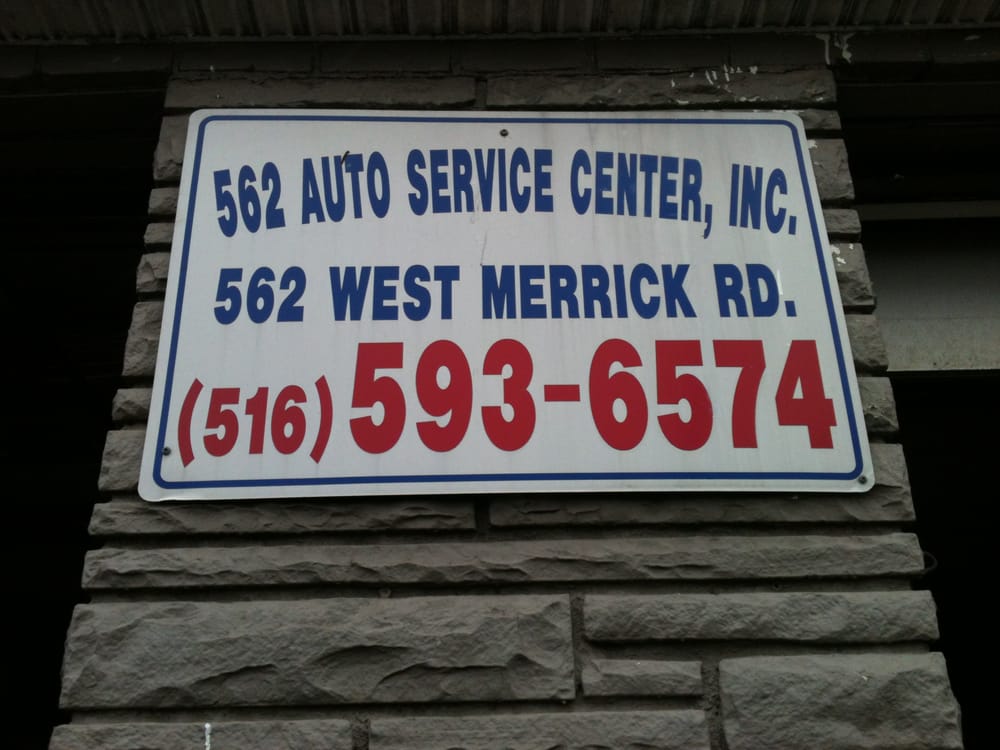 562 AUTO SERVICE CENTER, INC.
562 WEST MERRICK RD.
(516) 593-6574